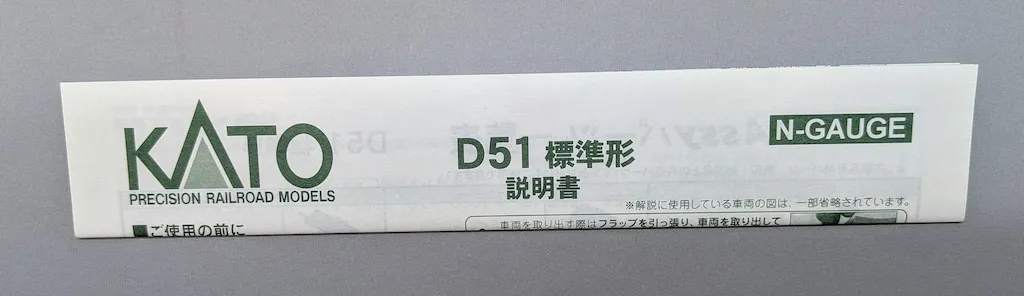 KATO
PRECISION RAILROAD MODELS
D51 標準形
説明書
N-GAUGE
※解説に使用している車両の図は、一部省略されています。
■ご使用の前に
車両を取り出す際はフラップを引っ張り、車両を取り出して